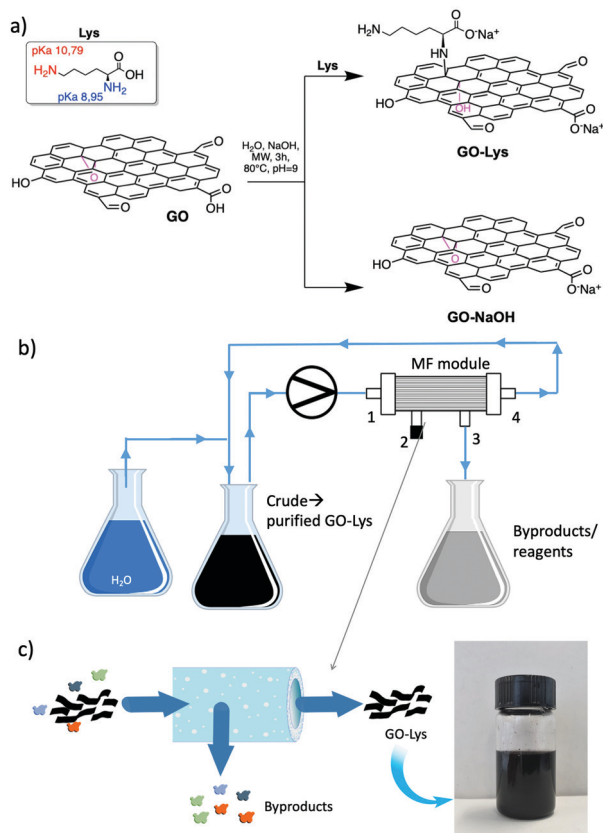 a)
Lys
pKa 10,79
H₂N
O
OH
NH₂
pKa 8,95
O
HO
O
O
O
OH
GO
H₂O, NaOH,
MW, 3h,
80°C, pH=9
Lys
H₂N
O
O⁻Na⁺
HN
O
OH
HO
O
O
O⁻Na⁺
GO-Lys
O
O
HO
O
O
O⁻Na⁺
GO-NaOH
b)
MF module
1
2
3
4
H₂O
Crude→
purified GO-Lys
Byproducts/
reagents
c)
GO-Lys
Byproducts